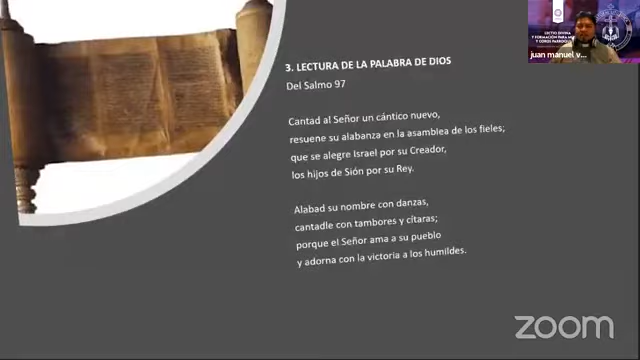 3. LECTURA DE LA PALABRA DE DIOS
Del Salmo 97
Cantad al Señor un cántico nuevo,
resuene su alabanza en la asamblea de los fieles;
que se alegre Israel por su Creador,
los hijos de Sión por su Rey.
Alabad su nombre con danzas,
cantadle con tambores y cítaras;
porque el Señor ama a su pueblo
y adorna con la victoria a los humildes.
LECTIO DIVINA
juan manuel v...
zoom